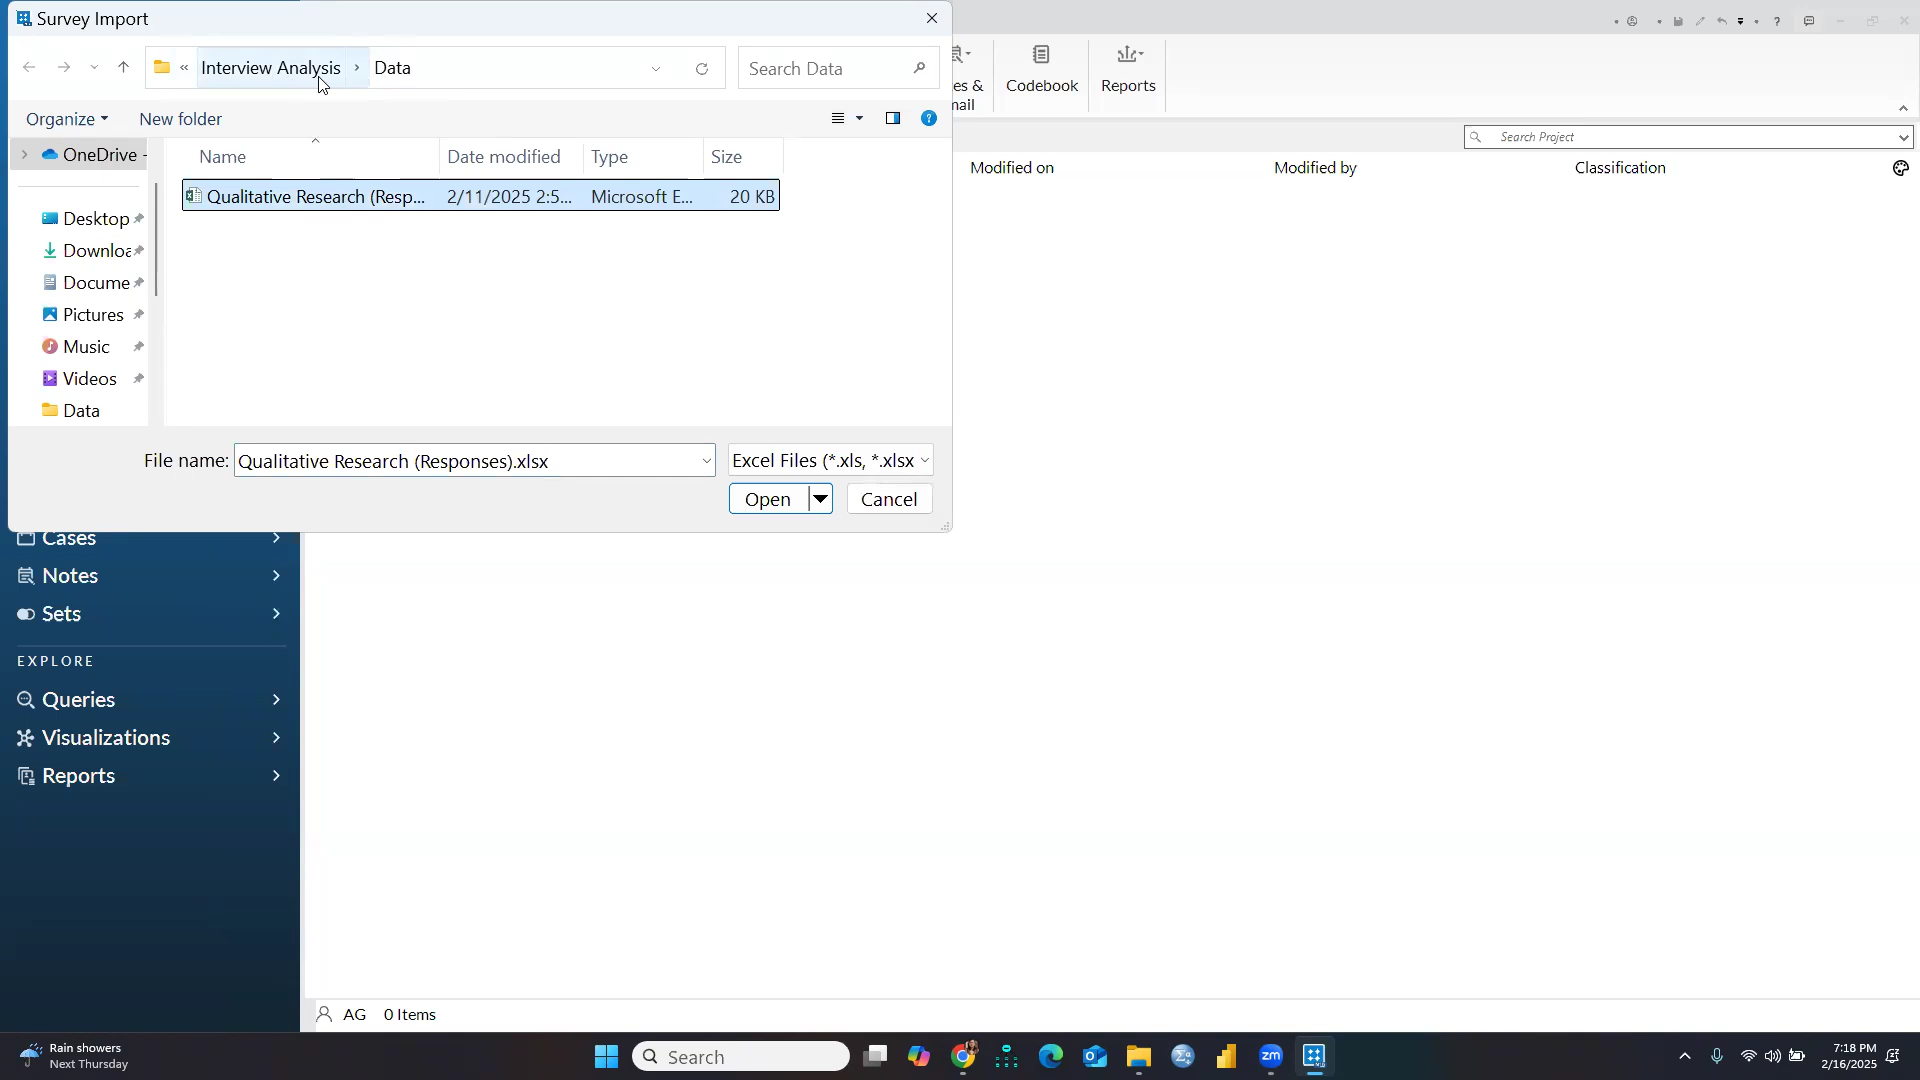 Survey Import
« Interview Analysis > Data
Search Data
Organize
New folder
Name
Date modified
Type
Size
OneDrive -
Qualitative Research (Resp...
2/11/2025 2:5...
Microsoft E...
20 KB
Desktop
Downloa
Docume
Pictures
Music
Videos
Data
File name:
Qualitative Research (Responses).xlsx
Excel Files (*.xls, *.xlsx
Open
Cancel
es &
mail
Codebook
Reports
Search Project
Modified on
Modified by
Classification
Cases
Notes
Sets
EXPLORE
Queries
Visualizations
Reports
AG
0 Items
Rain showers
Next Thursday
Search
zm
7:18 PM
2/16/2025